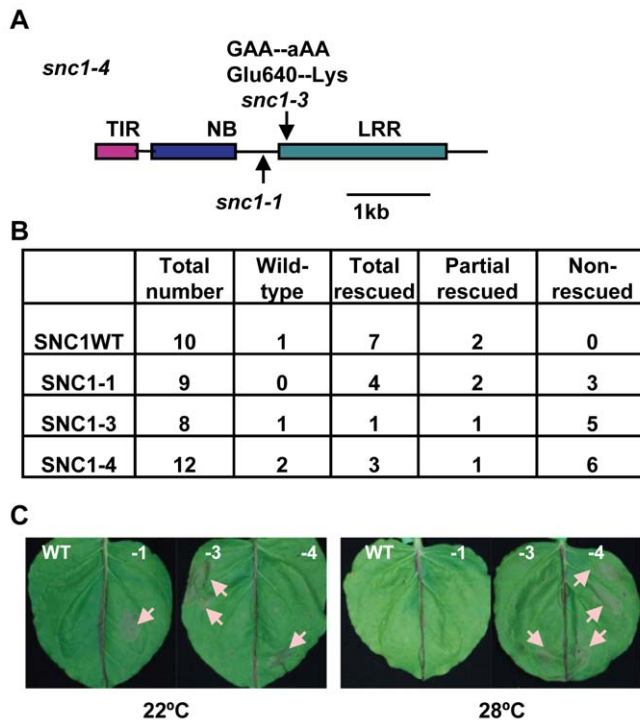 A
snc1-4
GAA--aAA
Glu640--Lys
snc1-3
TIR NB LRR
snc1-1
1kb
B
Total number Wild-type Total rescued Partial rescued Non-rescued
SNC1WT 10 1 7 2 0
SNC1-1 9 0 4 2 3
SNC1-3 8 1 1 1 5
SNC1-4 12 2 3 1 6
C
WT -1 -3 -4 WT -1 -3 -4
22ºC 28ºC